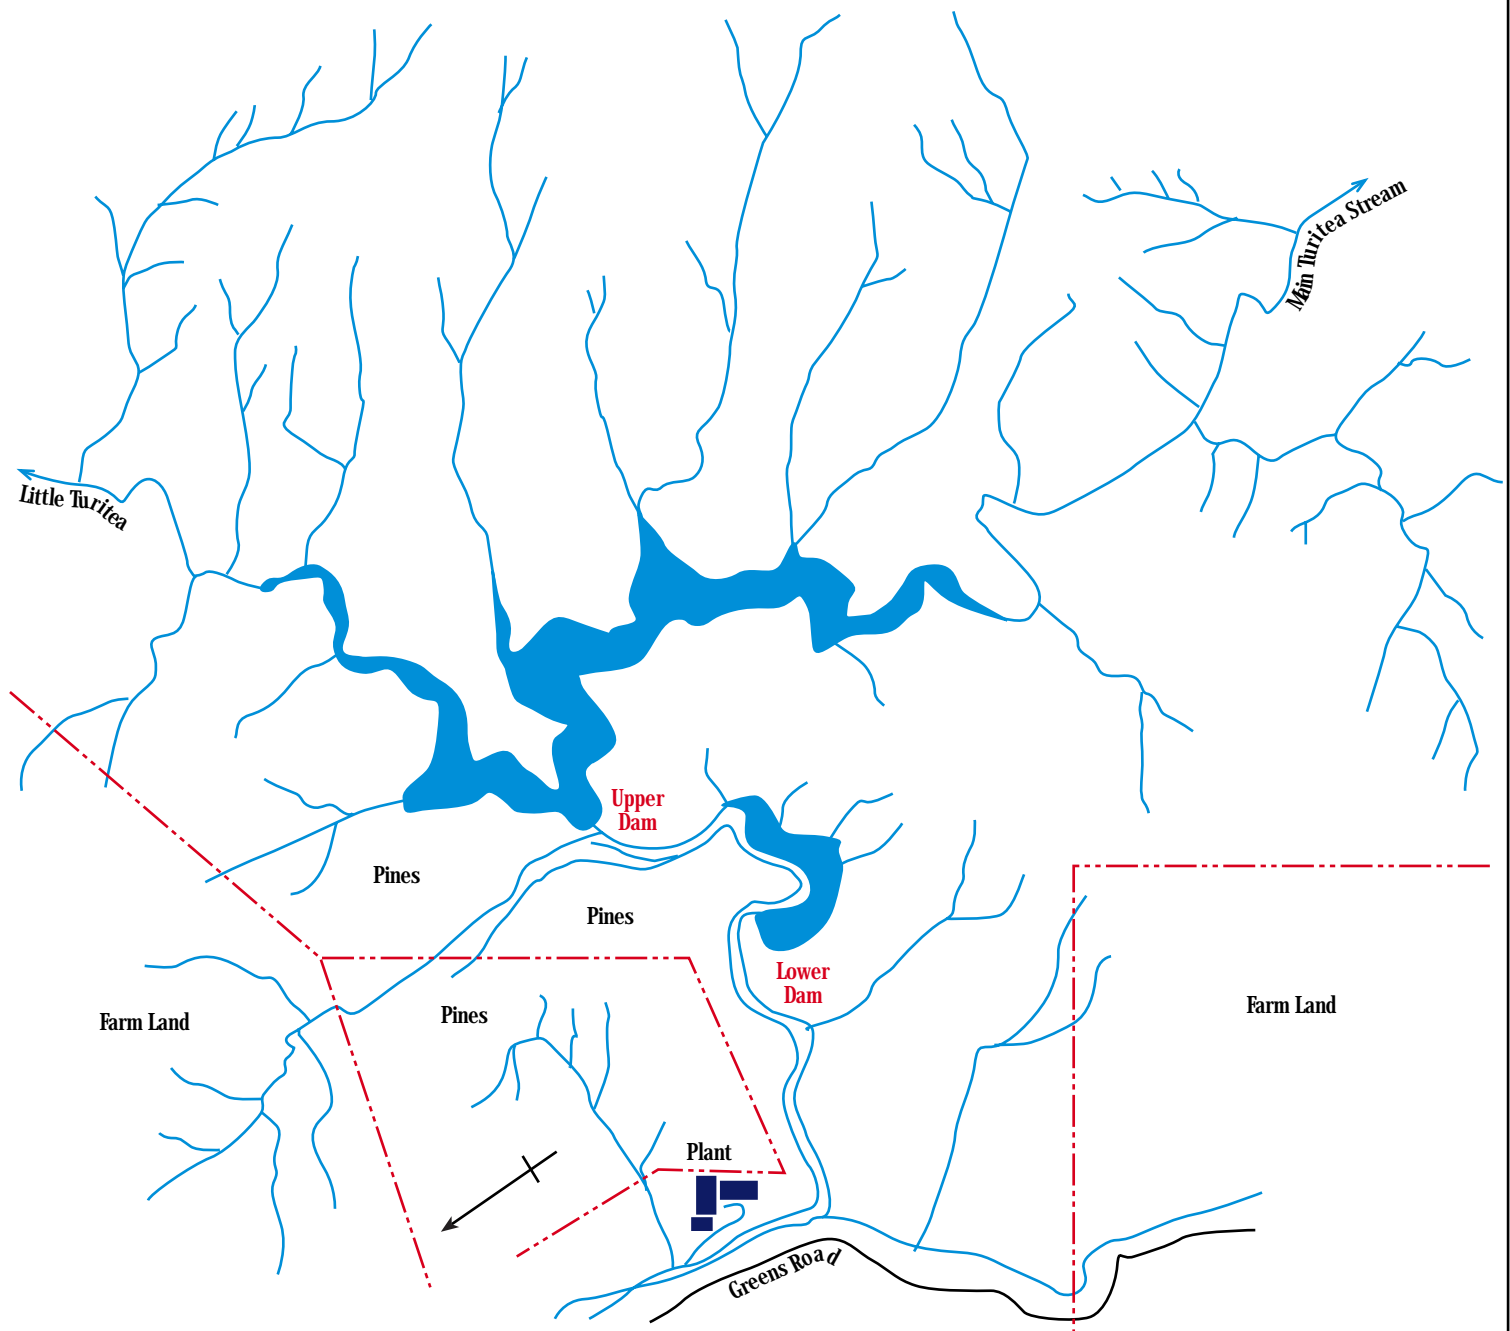 Main Turitea Stream
Little Turitea
Upper
Dam
Pines
Pines
Lower
Dam
Farm Land
Pines
Farm Land
Plant
Greens Road